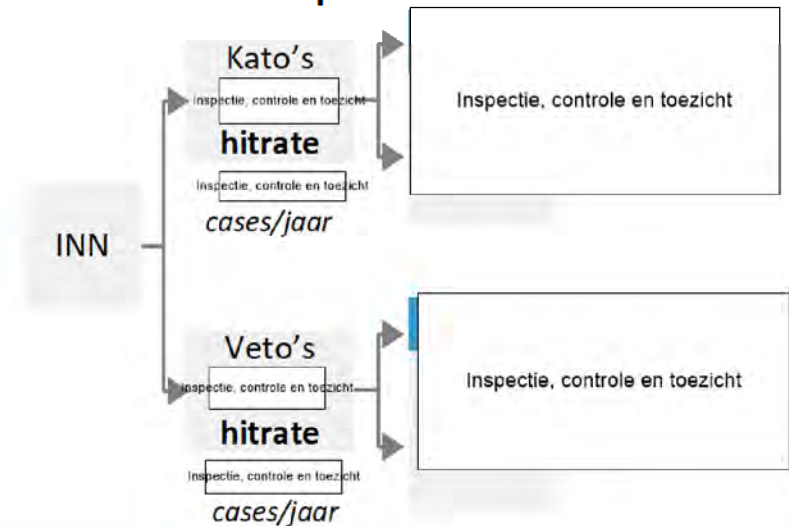 Kato's
Inspectie, controle en toezicht
hitrate
Inspectie, controle en toezicht
cases/jaar
Inspectie, controle en toezicht
INN
Veto's
Inspectie, controle en toezicht
hitrate
Inspectie, controle en toezicht
cases/jaar
Inspectie, controle en toezicht